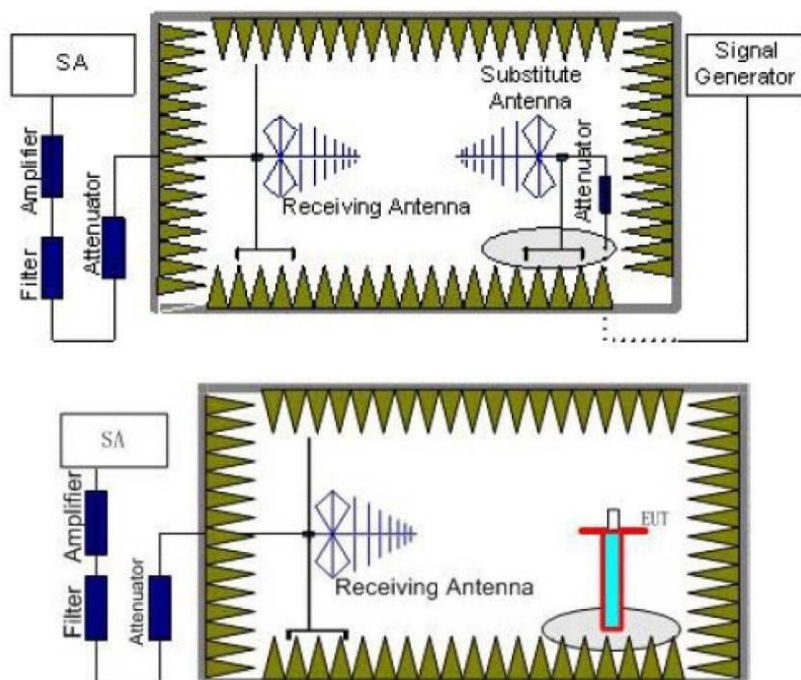 SA
Amplifier
Filter
Attenuator
Receiving Antenna
Substitute
Antenna
Attenuator
Signal
Generator
SA
Amplifier
Filter
Attenuator
Receiving Antenna
EUT